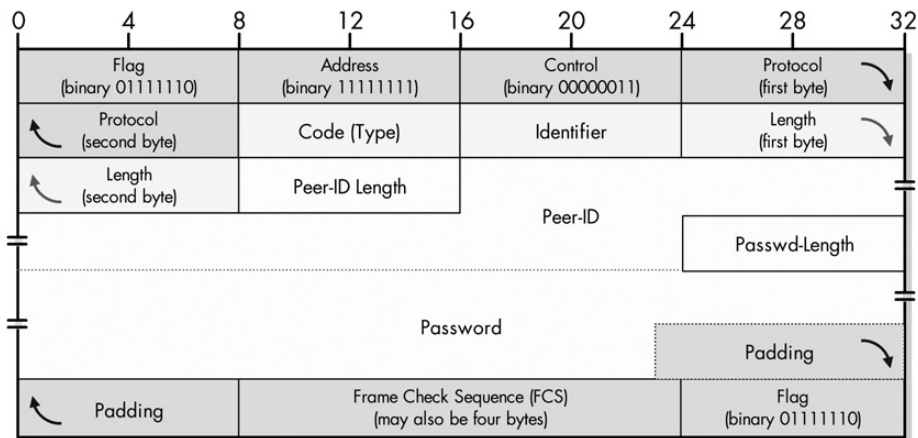 0 4 8 12 16 20 24 28 32
Flag
(binary 01111110)
Address
(binary 11111111)
Control
(binary 00000011)
Protocol
(first byte)
Protocol
(second byte)
Code (Type)
Identifier
Length
(first byte)
Length
(second byte)
Peer-ID Length
Peer-ID
Passwd-Length
Password
Padding
Padding
Frame Check Sequence (FCS)
(may also be four bytes)
Flag
(binary 01111110)